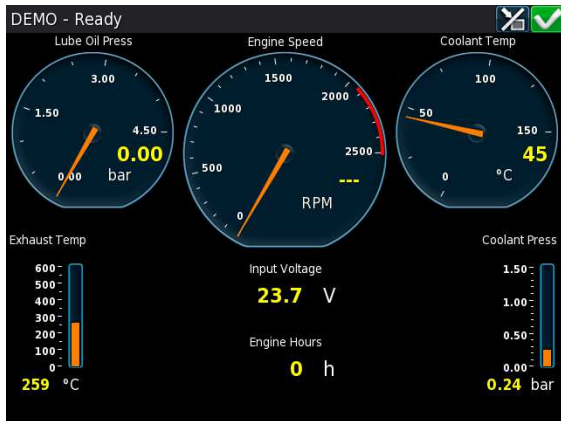 DEMO - Ready
Lube Oil Press
Engine Speed
Coolant Temp
3.00
1.50
4.50
0.00
0.00
bar
1500
1000
2000
500
2500
0
---
RPM
100
50
150
0
45
°C
Exhaust Temp
600
500
400
300
200
100
0
259 °C
Input Voltage
23.7 V
Engine Hours
0 h
Coolant Press
1.50
1.00
0.50
0.00
0.24 bar